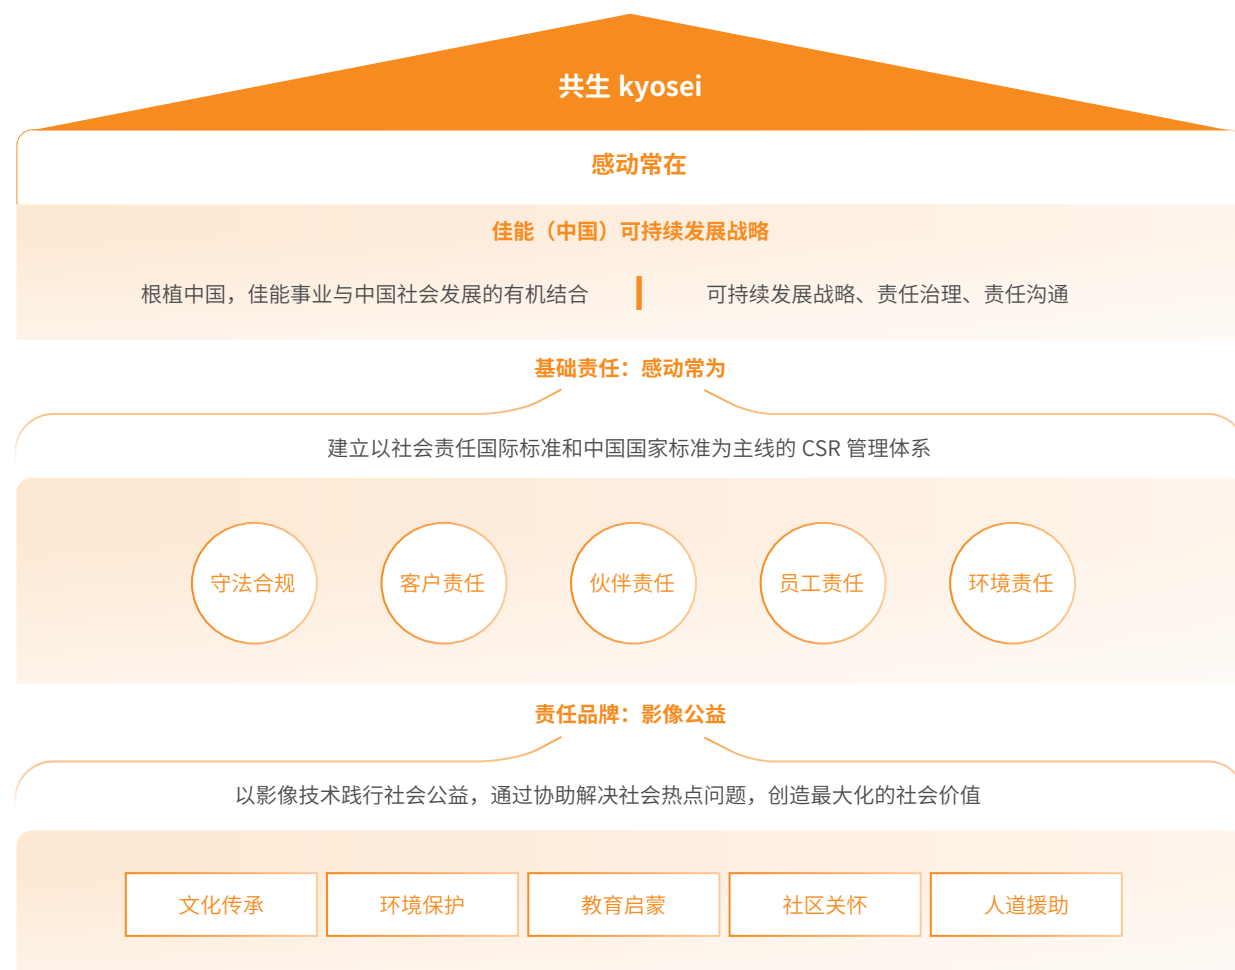 共生 kyosei
感动常在
佳能（中国）可持续发展战略
根植中国，佳能事业与中国社会发展的有机结合
可持续发展战略、责任治理、责任沟通
基础责任：感动常为
建立以社会责任国际标准和中国国家标准为主线的 CSR 管理体系
守法合规
客户责任
伙伴责任
员工责任
环境责任
责任品牌：影像公益
以影像技术践行社会公益，通过协助解决社会热点问题，创造最大化的社会价值
文化传承
环境保护
教育启蒙
社区关怀
人道援助